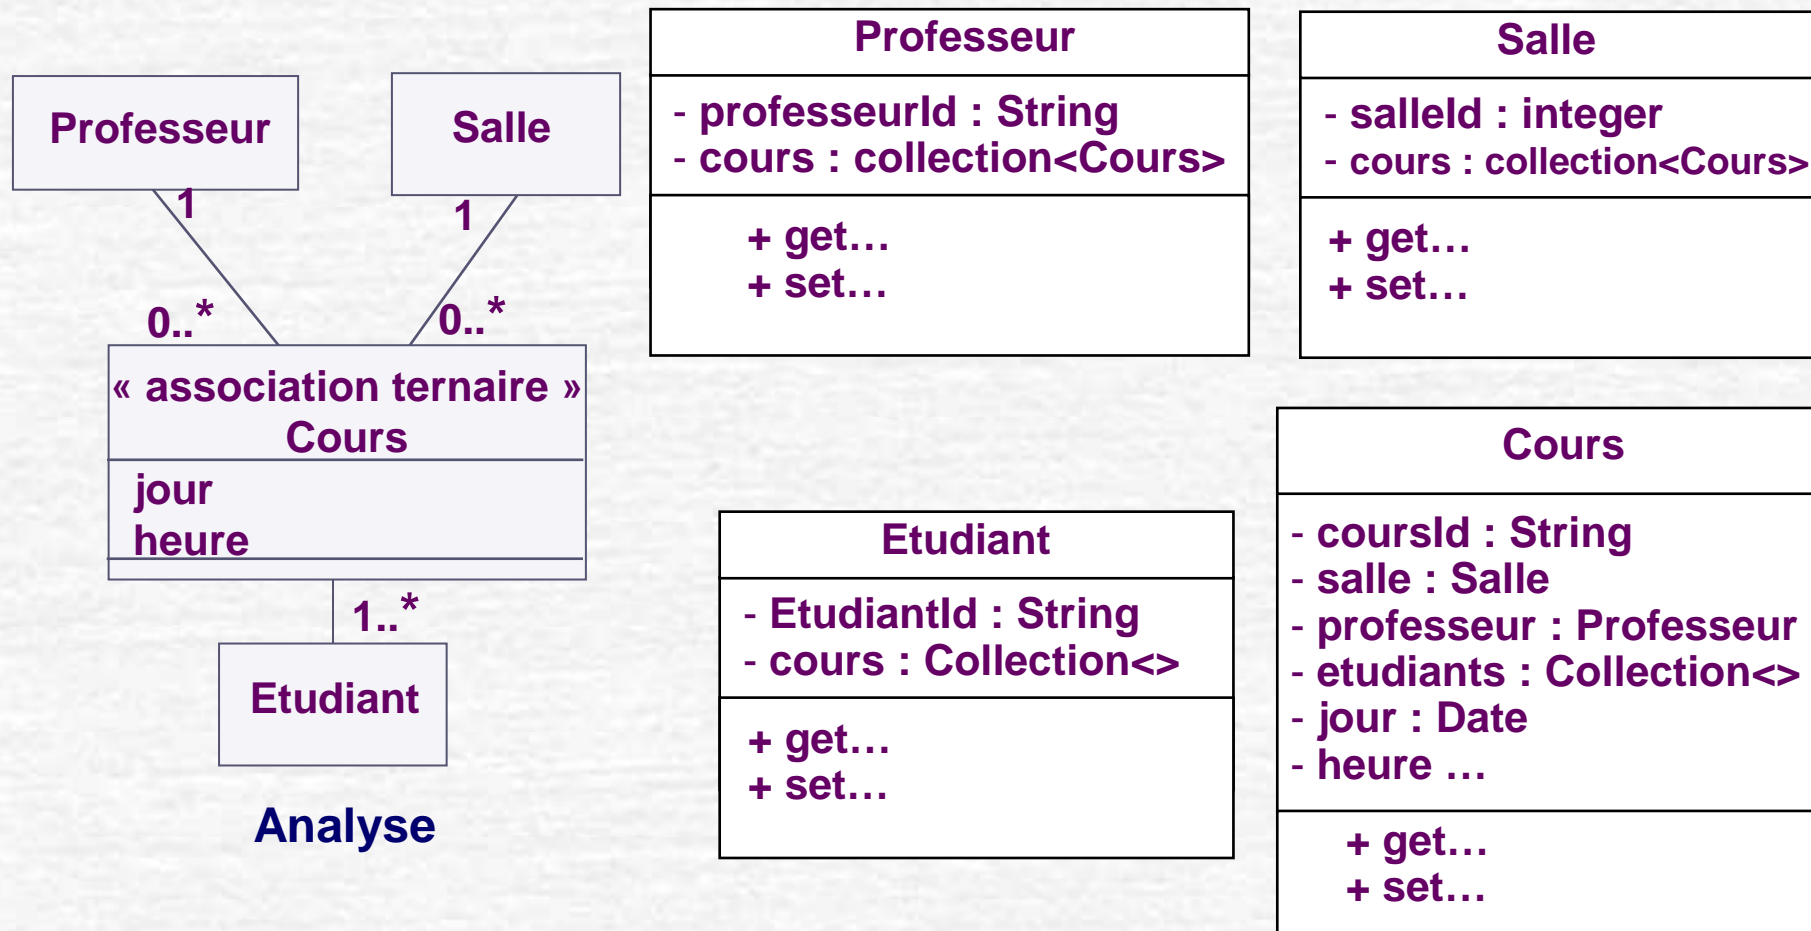 Professeur
Salle
1
1
0..*
0..*
« association ternaire »
Cours
jour
heure
1..*
Etudiant
Analyse
Professeur
- professeurId : String
- cours : collection<Cours>
+ get…
+ set…
Salle
- salleId : integer
- cours : collection<Cours>
+ get…
+ set…
Etudiant
- EtudiantId : String
- cours : Collection<>
+ get…
+ set…
Cours
- coursId : String
- salle : Salle
- professeur : Professeur
- etudiants : Collection<>
- jour : Date
- heure …
+ get…
+ set…